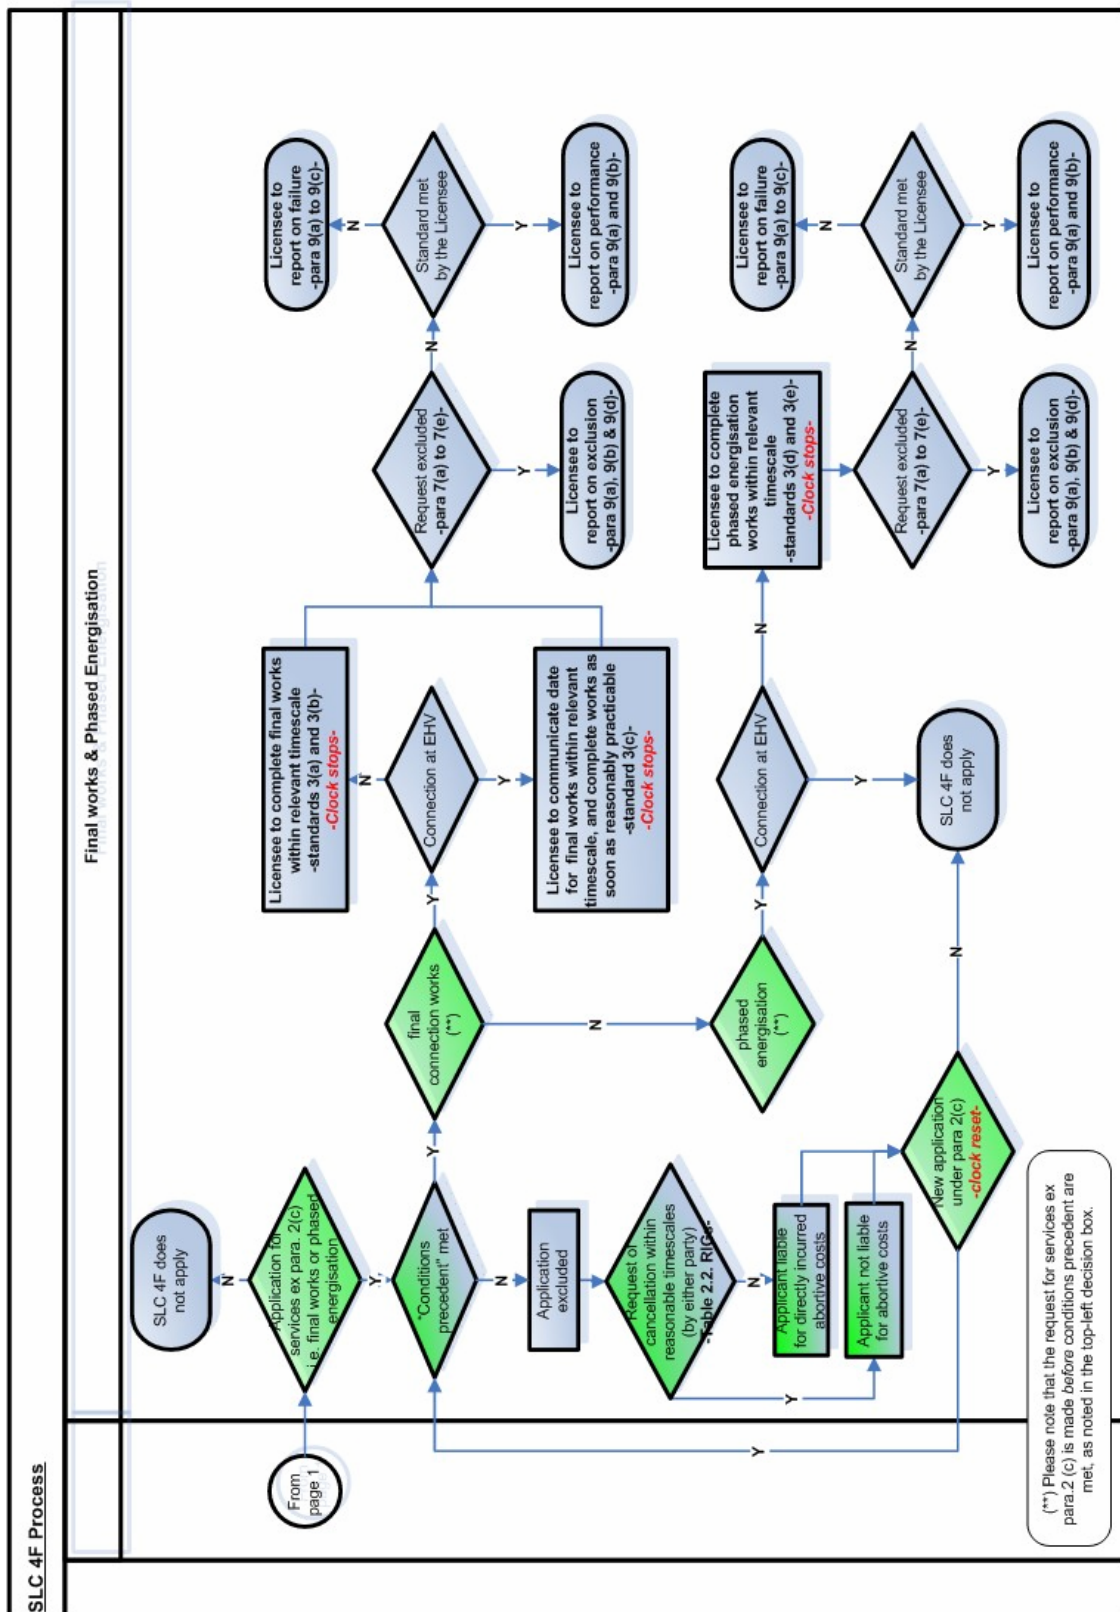 SLC 4F Process
Final works & Phased Energisation
From
page 1
SLC 4F does
not apply
N
Application for
services ex para. 2(c)
i.e. final works or phased
energisation
Y
"Conditions
precedent" met
Y
N
Application
excluded
Request of
cancellation within
reasonable timescales
(by either party)
-Table 2.2. RIGs-
N
Y
Applicant liable
for directly incurred
abortive costs
Applicant not liable
for abortive costs
New application
under para 2(c)
-clock reset-
Y
N
SLC 4F does
not apply
final
connection works
(**)
Y
N
phased
energisation
(**)
Y
Connection at EHV
N
Y
Licensee to complete final works
within relevant timescale
-standards 3(a) and 3(b)-
-Clock stops-
Licensee to communicate date
for final works within relevant
timescale, and complete works as
soon as reasonably practicable
-standard 3(c)-
-Clock stops-
Connection at EHV
N
Y
Licensee to complete
phased energisation
works within relevant
timescale
-standards 3(d) and 3(e)-
-Clock stops-
Request excluded
-para 7(a) to 7(e)-
N
Y
Licensee to
report on exclusion
-para 9(a), 9(b) & 9(d)-
Standard met
by the Licensee
N
Y
Licensee to
report on failure
-para 9(a) to 9(c)-
Licensee to
report on performance
-para 9(a) and 9(b)-
Request excluded
-para 7(a) to 7(e)-
N
Y
Licensee to
report on exclusion
-para 9(a), 9(b) & 9(d)-
Standard met
by the Licensee
N
Y
Licensee to
report on failure
-para 9(a) to 9(c)-
Licensee to
report on performance
-para 9(a) and 9(b)-
(**) Please note that the request for services ex
para.2 (c) is made before conditions precedent are
met, as noted in the top-left decision box.